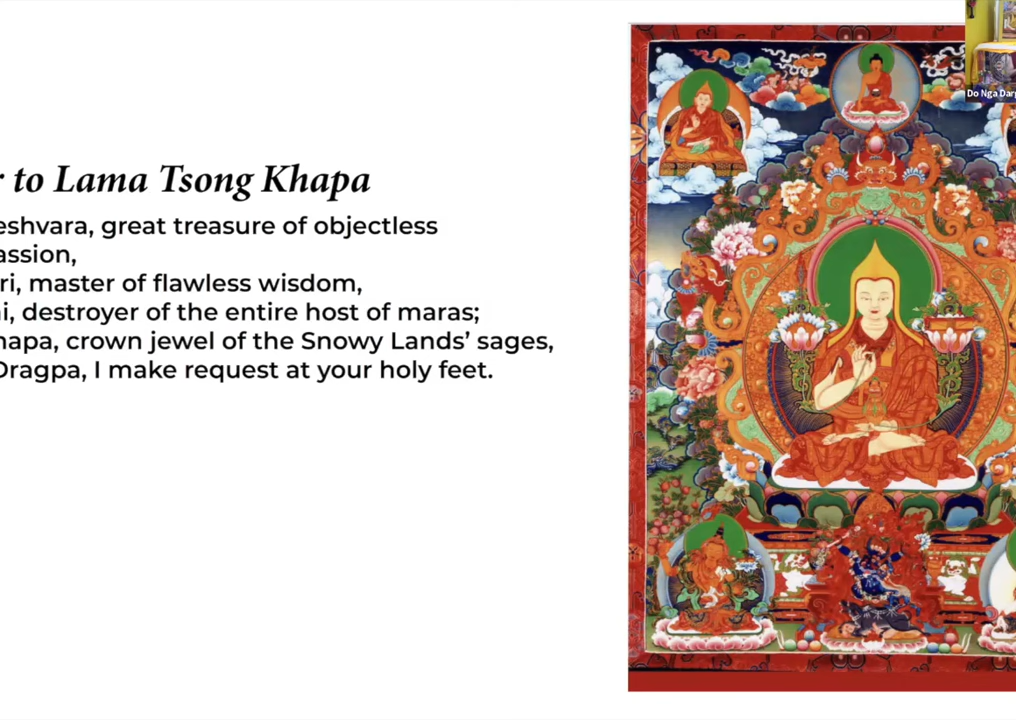 r to Lama Tsong Khapa
eshvara, great treasure of objectless
assion,
ri, master of flawless wisdom,
i, destroyer of the entire host of maras;
hapa, crown jewel of the Snowy Lands’ sages,
Dragpa, I make request at your holy feet.
Do Nga Darg